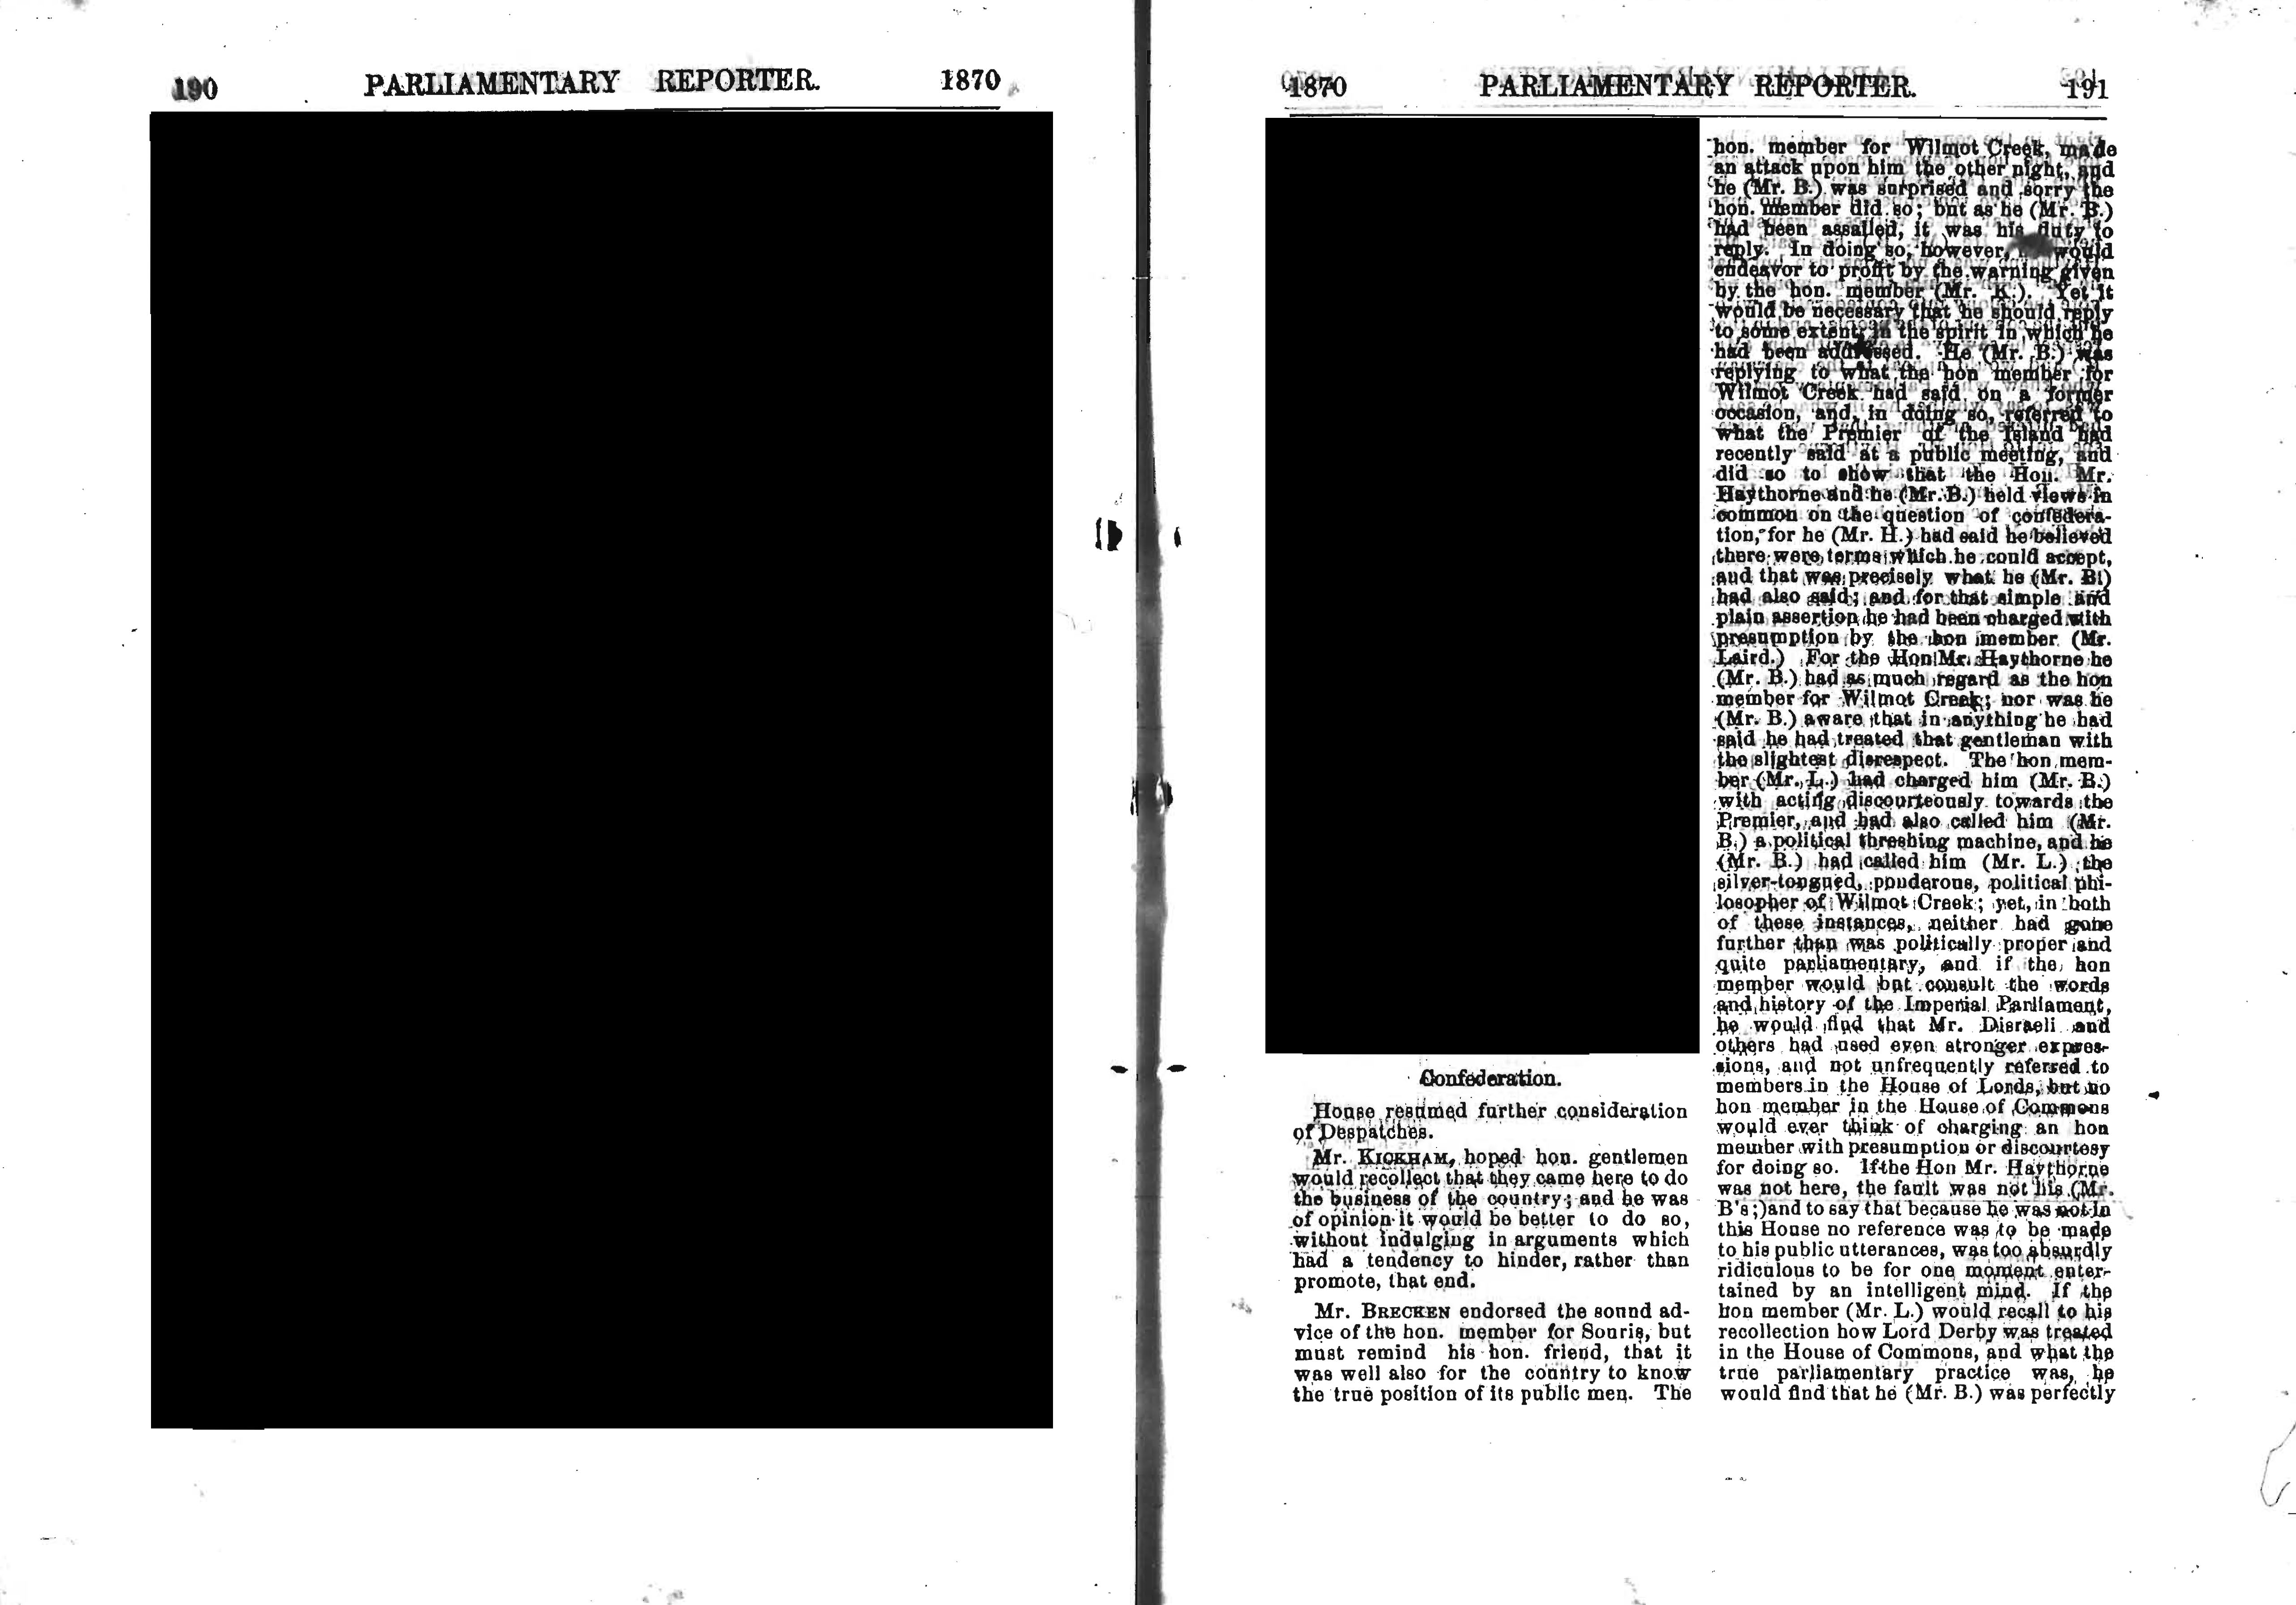 190 PARLIAMENTARY REPORTER. 1870
1870 PARLIAMENTARY REPORTER. 191
Confederation.
House resumed further consideration
of Despatches.
Mr. KICKHAM, hoped hon. gentlemen
would recollect that they came here to do
the business of the country; and he was
of opinion it would be better to do so,
without indulging in arguments which
had a tendency to hinder, rather than
promote, that end.
Mr. BRECKEN endorsed the sound ad-
vice of the hon. member for Souris, but
must remind his hon. friend, that it
was well also for the country to know
the true position of its public men. The
hon. member for Wilmot Creek, made
an attack upon him the other night, and
he (Mr. B.) was surprised and sorry the
hon. member did so; but as he (Mr. B.)
had been assailed, it was his duty to
reply. In doing so, however, would
endeavor to profit by the warning given
by the hon. member (Mr. K.). Yet it
would be necessary that he should reply
to some extent, in the spirit in which he
had been addressed. He (Mr. B.) was
replying to what the hon member for
Wilmot Creek had said on a former
occasion, and, in doing so, referred to
what the Premier of the Island had
recently said at a public meeting, and
did so to show that the Hon. Mr.
Haythorne and he (Mr. B.) held views in
common on the question of confedera-
tion, for he (Mr. H.) had said he believed
there were terms which he could accept,
and that was precisely what he (Mr. B.)
had also said; and for that simple and
plain assertion he had been charged with
presumption by the hon member (Mr.
Laird.) For the Hon Mr. Haythorne he
(Mr. B.) had as much regard as the hon
member for Wilmot Creek; nor was he
(Mr. B.) aware that in anything he had
said he had treated that gentleman with
the slightest disrespect. The hon mem-
ber (Mr. L.) had charged him (Mr. B.)
with acting discourteously towards the
Premier, and had also called him (Mr.
B.) a political threshing machine, and he
(Mr. B.) had called him (Mr. L.) the
silver-tongued, ponderous, political phi-
losopher of Wilmot Creek; yet, in both
of these instances, neither had gone
further than was politically proper and
quite parliamentary, and if the hon
member would but consult the words
and history of the Imperial Parliament,
he would find that Mr. Disraeli and
others had used even stronger expres-
sions, and not unfrequently referred to
members in the House of Lords, but no
hon member in the House of Commons
would ever think of charging an hon
member with presumption or discourtesy
for doing so. If the Hon Mr. Haythorne
was not here, the fault was not his (Mr.
B's;) and to say that because he was not in
this House no reference was to be made
to his public utterances, was too absurdly
ridiculous to be for one moment enter-
tained by an intelligent mind. If the
hon member (Mr. L.) would recall to his
recollection how Lord Derby was treated
in the House of Commons, and what the
true parliamentary practice was, he
would find that he (Mr. B.) was perfectly